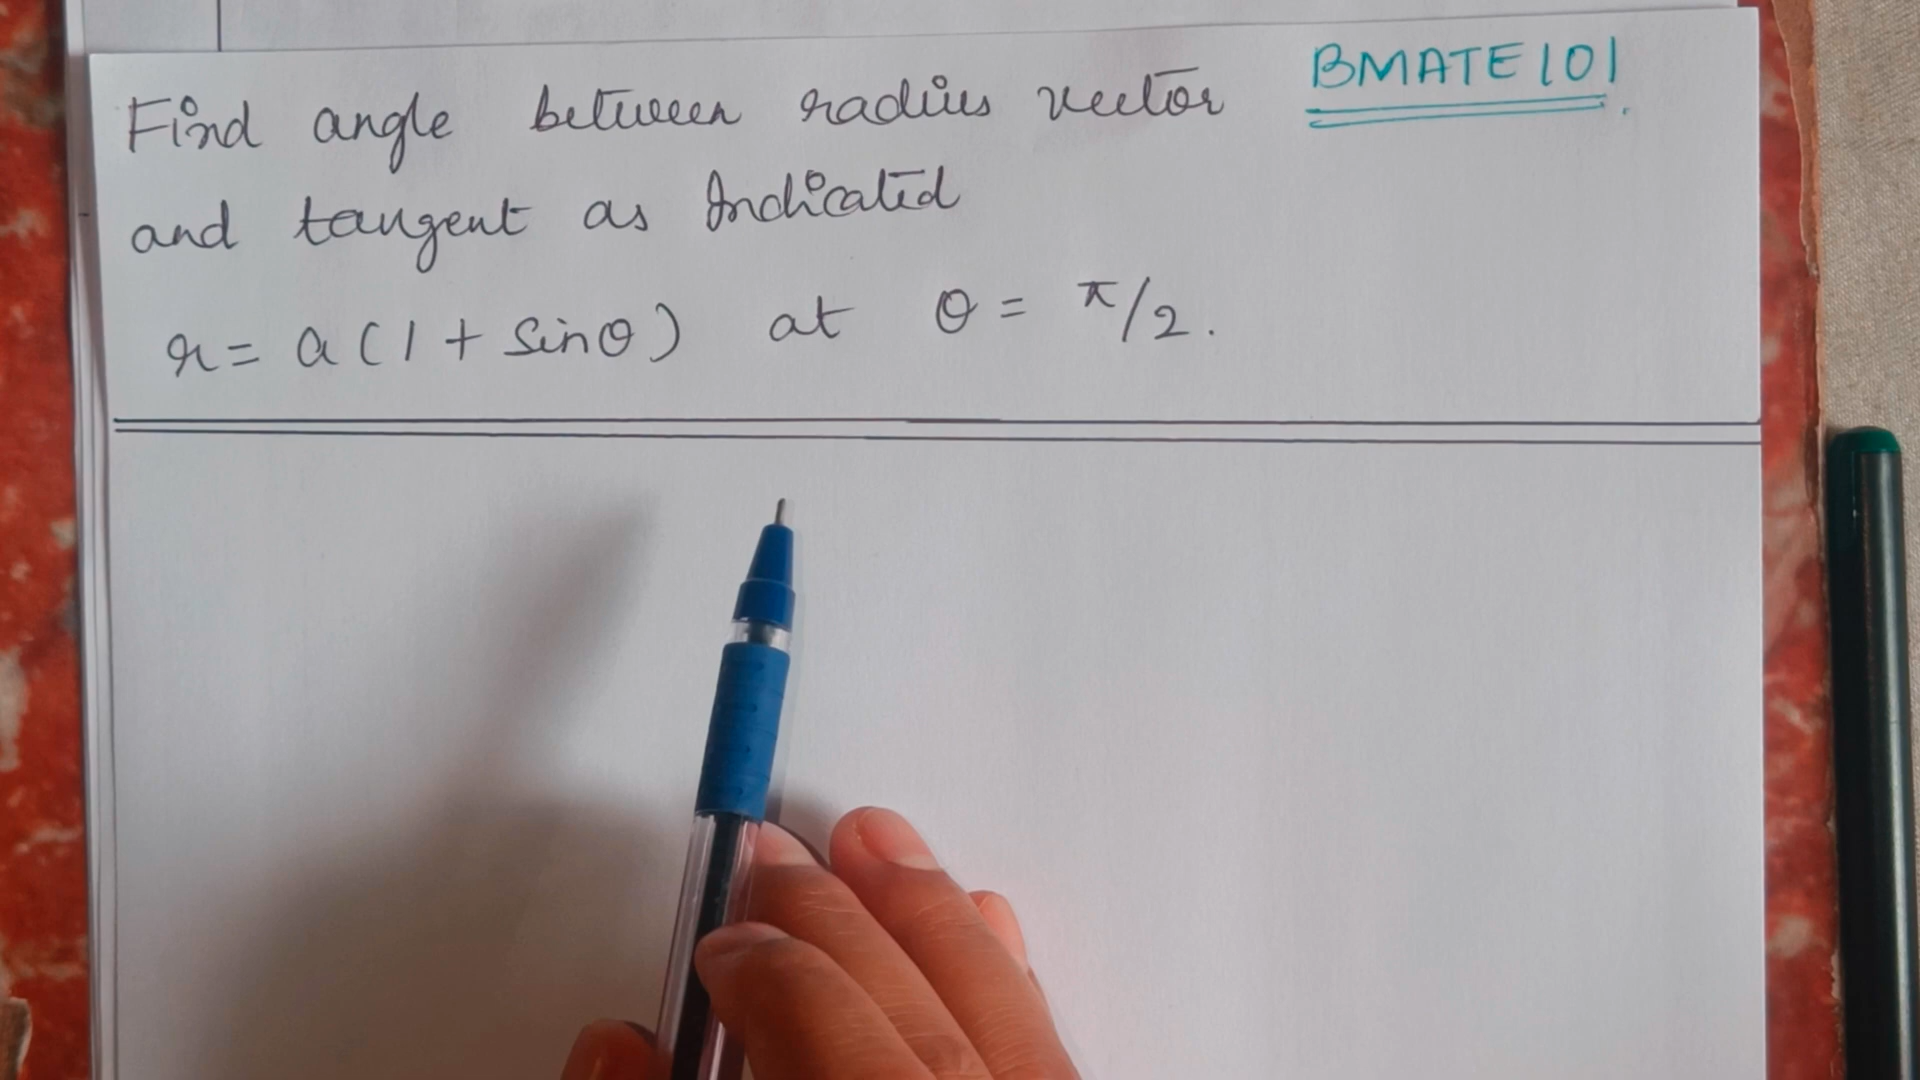 Find angle between radius vector BMATE101.
and tangent as Indicated
r = a(1 + sinθ) at θ = π/2.